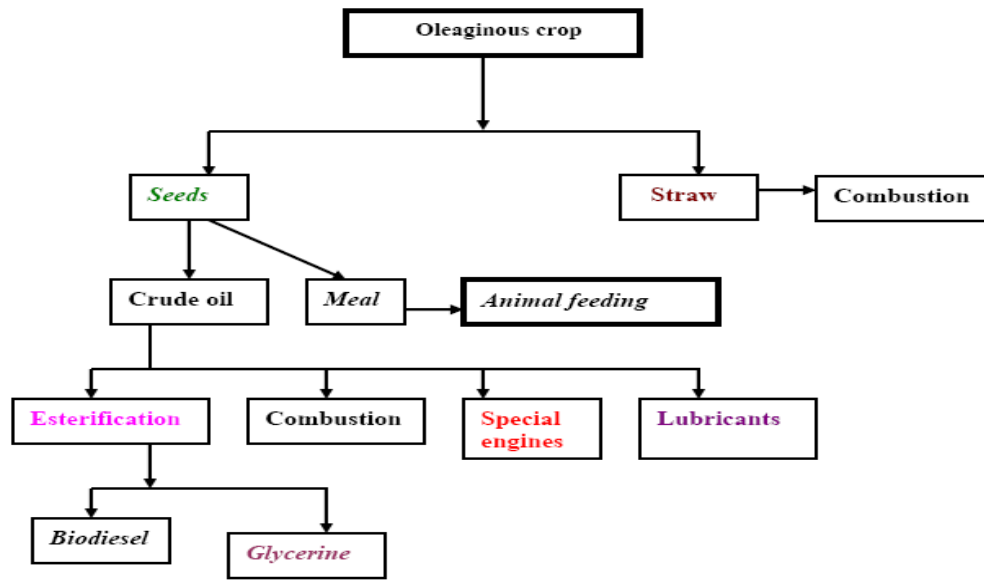 Oleaginous crop
Seeds
Straw
Combustion
Crude oil
Meal
Animal feeding
Esterification
Combustion
Special
engines
Lubricants
Biodiesel
Glycerine